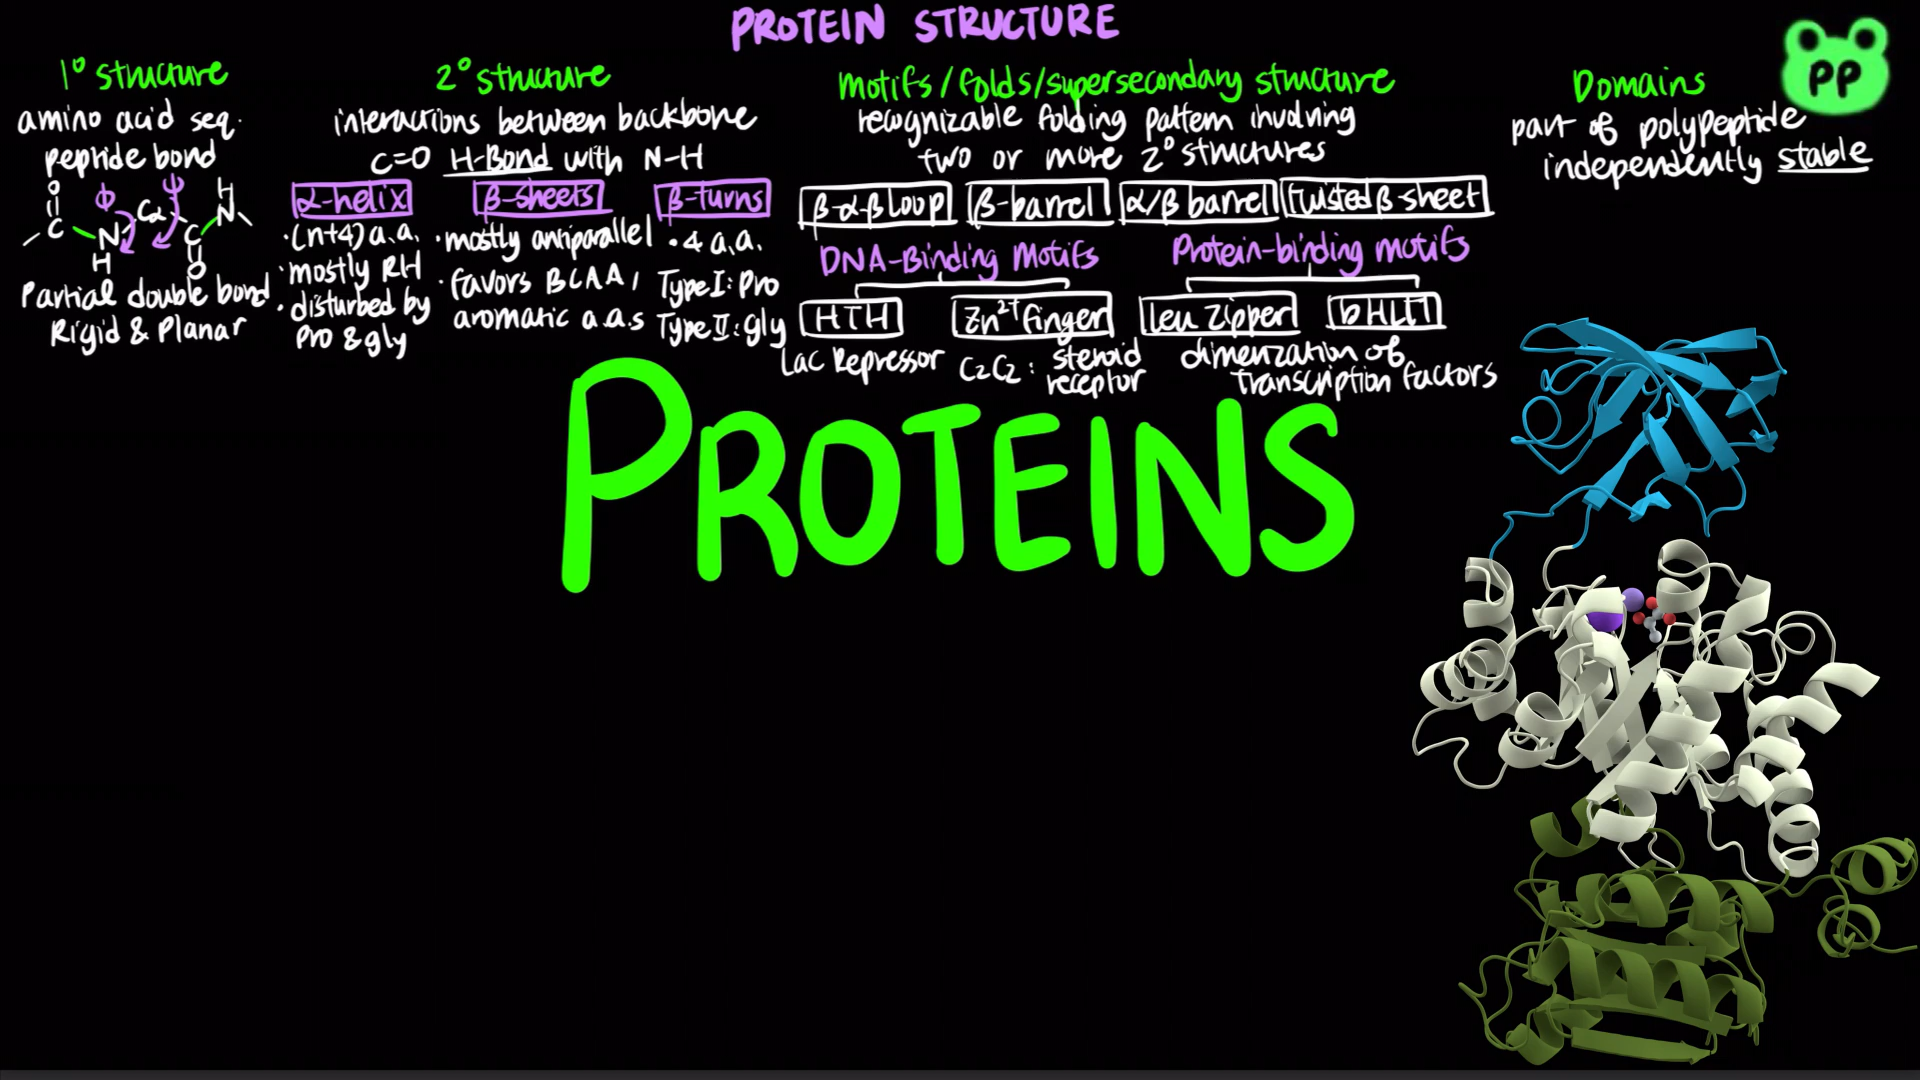 PROTEIN STRUCTURE
PP
1° structure
amino acid seq.
peptide bond
O
C
N
H
Φ
Cα
ψ
C
O
H
N
Partial double bond
Rigid & Planar
2° structure
interactions between backbone
C=O H-Bond with N-H
α-helix
·(n+4) a.a.
·mostly RH
·disturbed by
Pro & gly
β-sheets
·mostly antiparallel
·favors BCAA,
aromatic a.a.s
β-turns
·4 a.a.
Type I: Pro
Type II: Gly
Motifs/folds/supersecondary structure
recognizable folding pattern involving
two or more 2° structures
β-α-β Loop
β-barrel
α/β barrel
Twisted β-sheet
DNA-Binding Motifs
HTH
Lac Repressor
Zn²⁺ finger
C₂C₂: steroid
receptor
Protein-binding motifs
Leu Zipper
bHLH
dimerization of
transcription factors
Domains
part of polypeptide
independently stable
PROTEINS